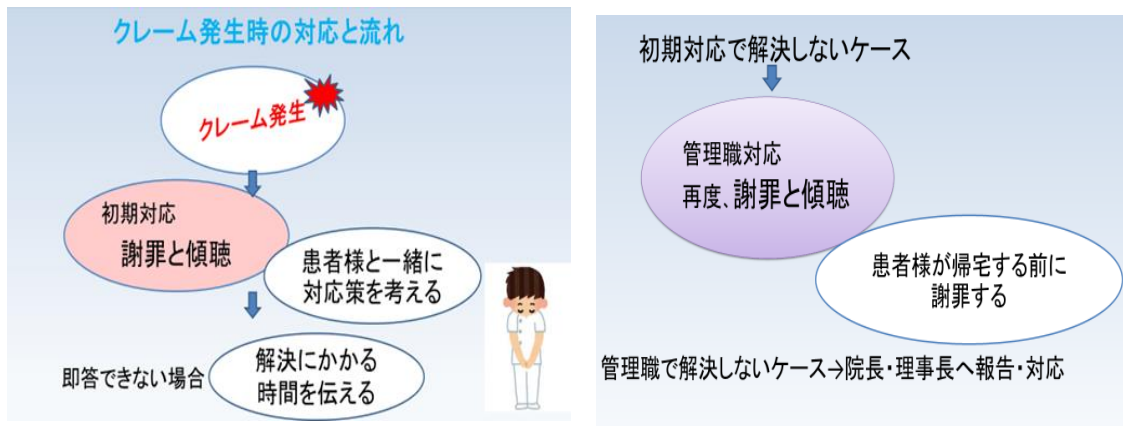 クレーム発生時の対応と流れ
クレーム発生
初期対応
謝罪と傾聴
患者様と一緒に
対応策を考える
即答できない場合
解決にかかる
時間を伝える
初期対応で解決しないケース
管理職対応
再度、謝罪と傾聴
患者様が帰宅する前に
謝罪する
管理職で解決しないケース→院長・理事長へ報告・対応